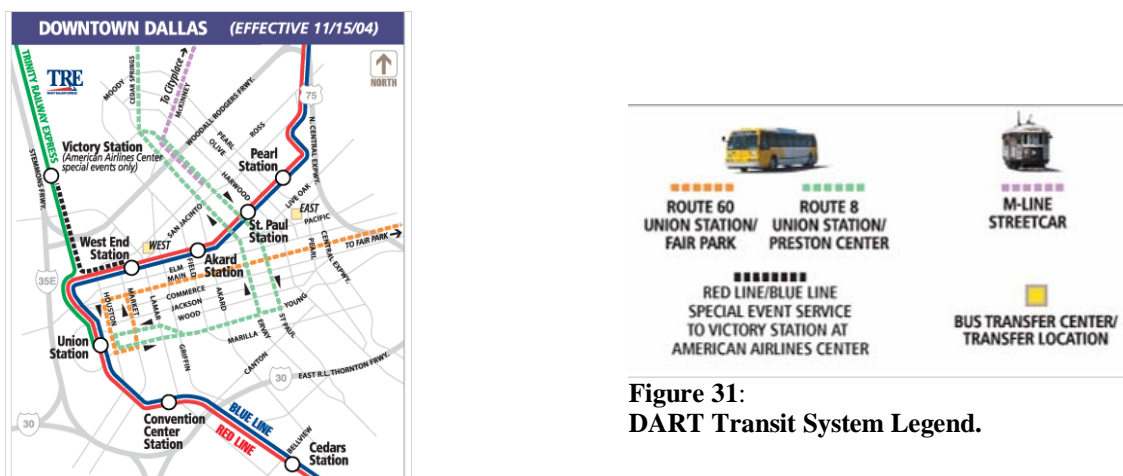 DOWNTOWN DALLAS (EFFECTIVE 11/15/04)
TRINITY RAILWAY EXPRESS
TRE
MOODY
CEDAR SPRINGS
To Cityplace
McKINNEY
WOODALL RODGERS FRWY.
NORTH
75
N. CENTRAL EXPWY.
STEMMONS FRWY.
Victory Station
(American Airlines Center
special events only)
PEARL
OLIVE
ROSS
Pearl
Station
HARWOOD
LIVE OAK
SAN JACINTO
EAST
PACIFIC
St. Paul
Station
West End
Station
WEST
Akard
Station
TO FAIR PARK
PEARL
CENTRAL EXPWY.
35E
ELM
MAIN
FIELD
HOUSTON
MARKET
LAMAR
COMMERCE
JACKSON
WOOD
AKARD
YOUNG
ERVAY
ST PAUL
Union
Station
MARILLA
GRIFFIN
CANTON
EAST R.L. THORNTON FRWY.
30
30
Convention
Center
Station
BLUE LINE
RED LINE
BELLVIEW
Cedars
Station
ROUTE 60
UNION STATION/
FAIR PARK
ROUTE 8
UNION STATION/
PRESTON CENTER
M-LINE
STREETCAR
RED LINE/BLUE LINE
SPECIAL EVENT SERVICE
TO VICTORY STATION AT
AMERICAN AIRLINES CENTER
BUS TRANSFER CENTER/
TRANSFER LOCATION
Figure 31:
DART Transit System Legend.